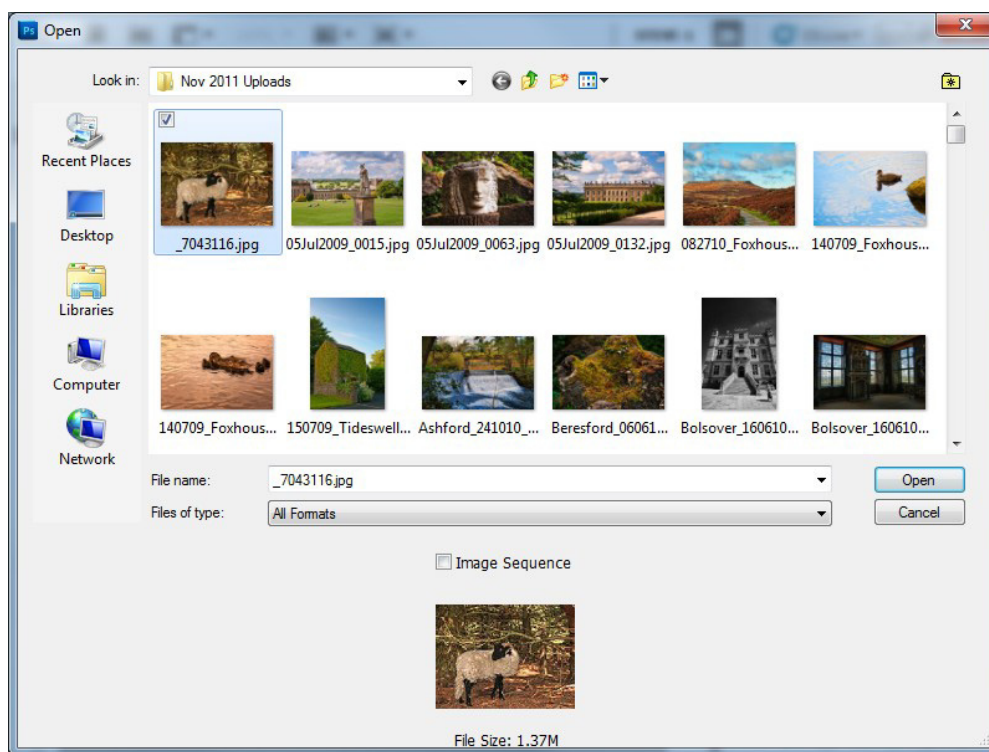 Ps Open
Look in: Nov 2011 Uploads
Recent Places
Desktop
Libraries
Computer
Network
_7043116.jpg 05Jul2009_0015.jpg 05Jul2009_0063.jpg 05Jul2009_0132.jpg 082710_Foxhous... 140709_Foxhous...
140709_Foxhous... 150709_Tideswell... Ashford_241010_... Beresford_06061... Bolsover_160610... Bolsover_160610...
File name: _7043116.jpg Open
Files of type: All Formats Cancel
Image Sequence
File Size: 1.37M